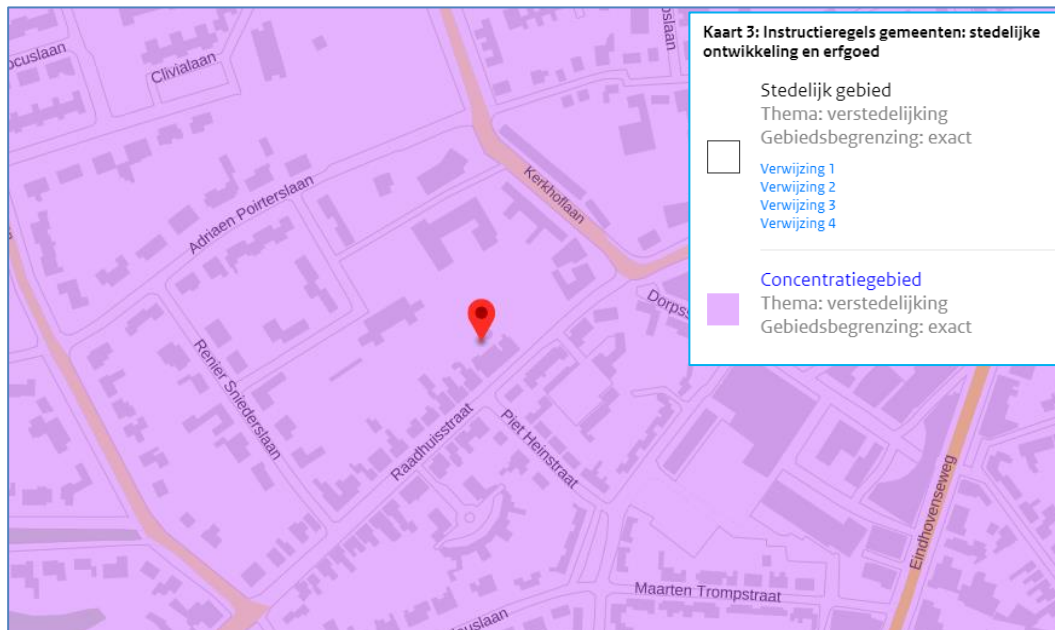 Kaart 3: Instructieregels gemeenten: stedelijke
ontwikkeling en erfgoed
Stedelijk gebied
Thema: verstedelijking
Gebiedsbegrenzing: exact
Verwijzing 1
Verwijzing 2
Verwijzing 3
Verwijzing 4
Concentratiegebied
Thema: verstedelijking
Gebiedsbegrenzing: exact
Clivialaan
Kerkhoflaan
Adriaen Poirterslaan
Renier Sniederslaan
Raadhuisstraat
Piet Heinstraat
Eindhovenseweg
Maarten Trompstraat